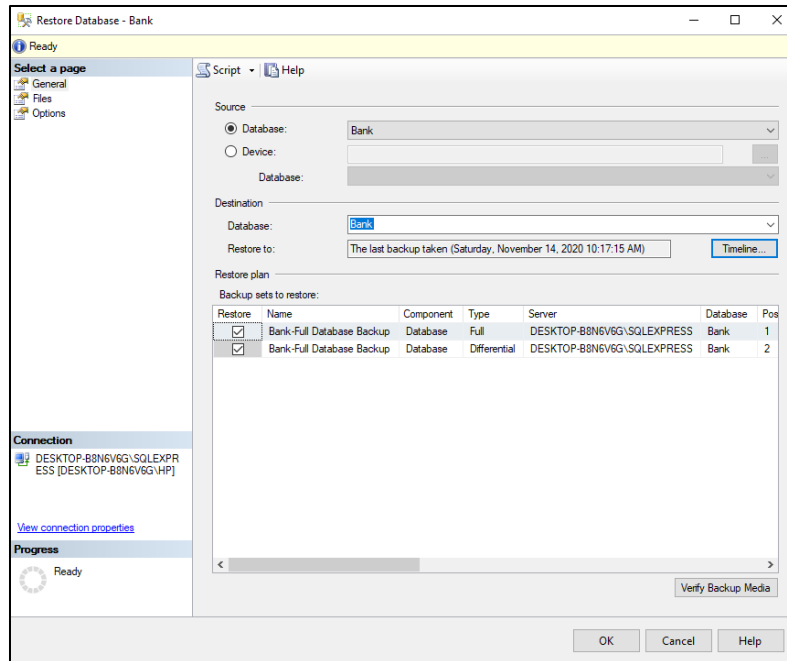 Restore Database - Bank
Ready
Select a page
General
Files
Options
Script Help
Source
Database: Bank
Device:
...
Database:
Destination
Database: Bank
Restore to: The last backup taken (Saturday, November 14, 2020 10:17:15 AM) Timeline...
Restore plan
Backup sets to restore:
Restore Name Component Type Server Database Pos
Bank-Full Database Backup Database Full DESKTOP-B8N6V6G\SQLEXPRESS Bank 1
Bank-Full Database Backup Database Differential DESKTOP-B8N6V6G\SQLEXPRESS Bank 2
Connection
DESKTOP-B8N6V6G\SQLEXPR
ESS [DESKTOP-B8N6V6G\HP]
View connection properties
Progress
Ready
Verify Backup Media
OK Cancel Help